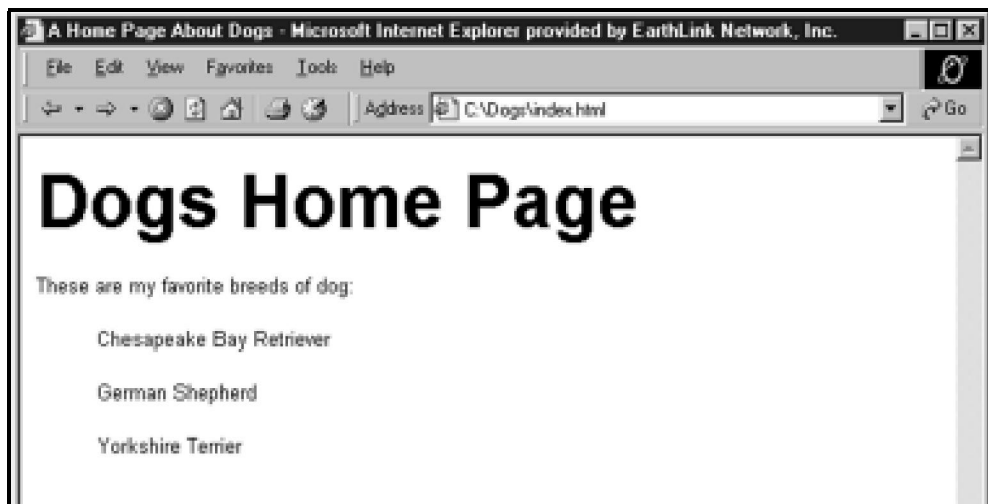 A Home Page About Dogs - Microsoft Internet Explorer provided by EarthLink Network, Inc.
File Edit View Favorites Tools Help
Address C:\Dogs\index.html Go
Dogs Home Page
These are my favorite breeds of dog:
Chesapeake Bay Retriever
German Shepherd
Yorkshire Terrier